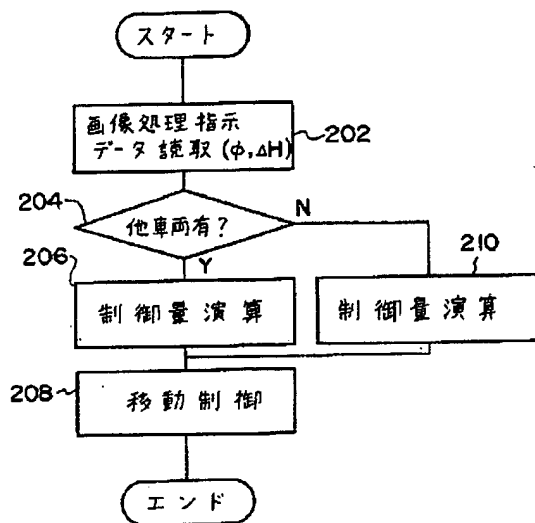 スタート
画像処理指示
データ読取(φ,ΔH)
202
204
他車両有?
N
Y
206
制御量演算
210
制御量演算
208
移動制御
エンド